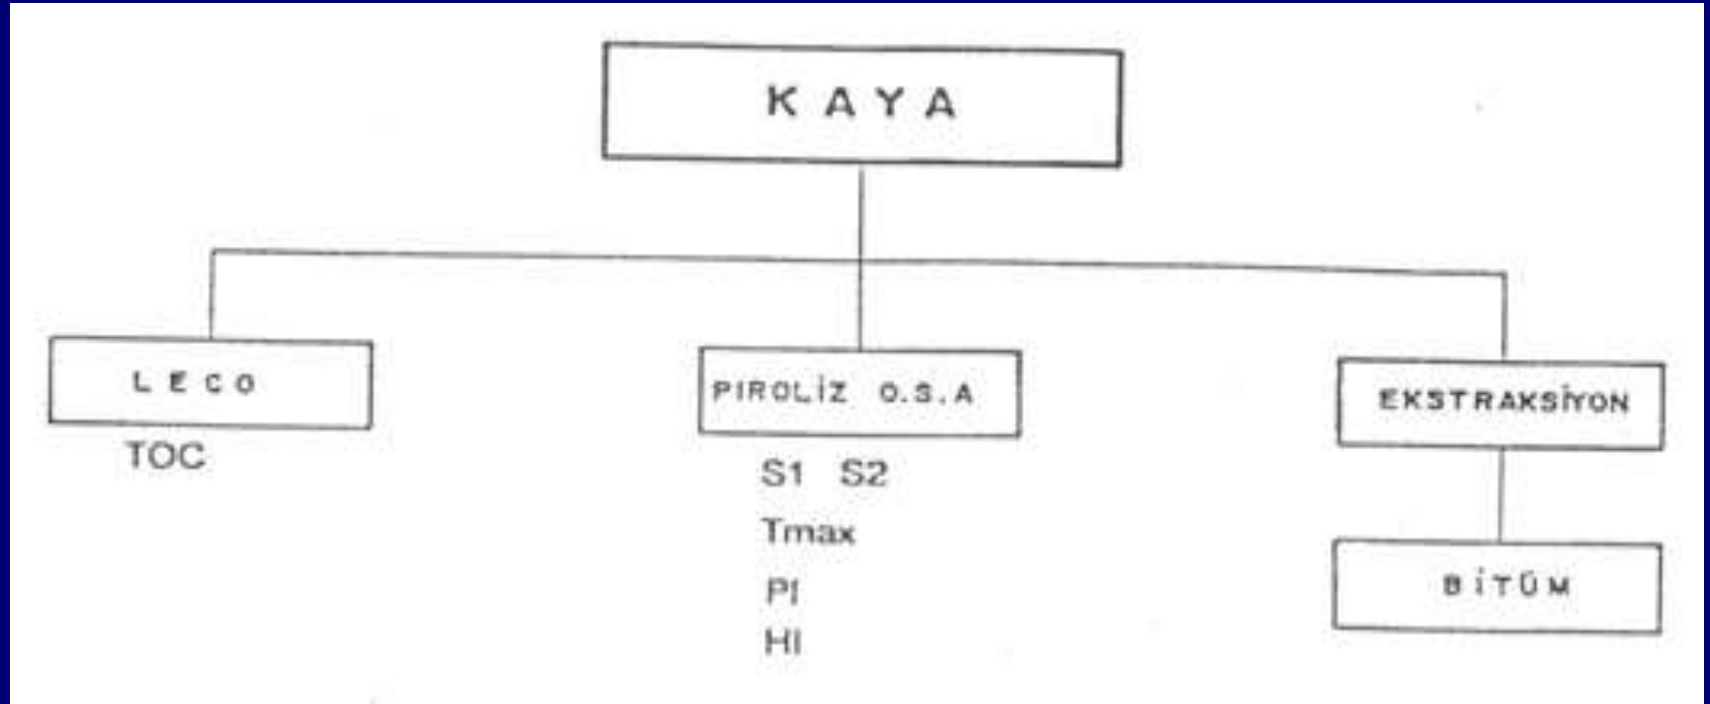 KAYA
LECO
TOC
PIROLİZ O.S.A
S1 S2
Tmax
PI
HI
EKSTRAKSİYON
BİTÜM